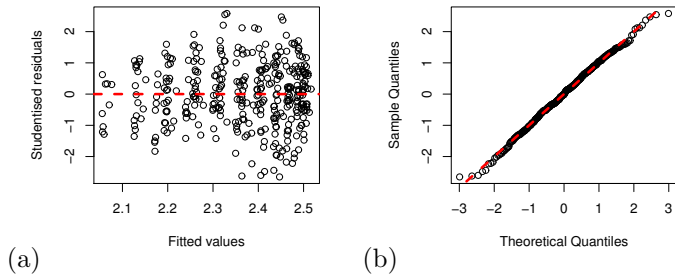 Studentised residuals
2
1
0
−1
−2
2.1 2.2 2.3 2.4 2.5
Fitted values
(a)
Sample Quantiles
2
1
0
−1
−2
−3 −2 −1 0 1 2 3
Theoretical Quantiles
(b)